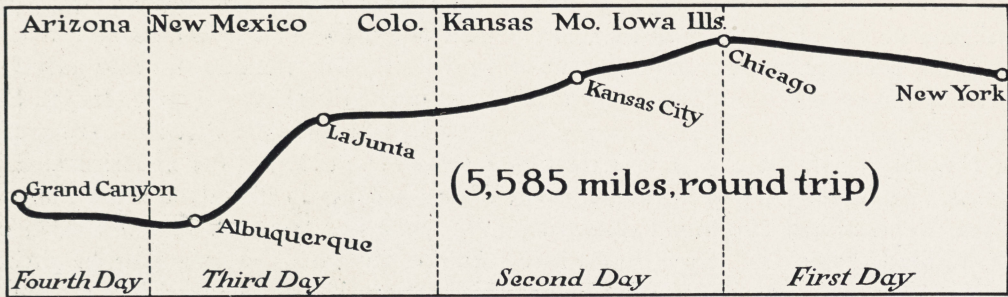 Arizona New Mexico Colo. Kansas Mo. Iowa Ills.
Chicago
New York
Kansas City
La Junta
Grand Canyon
(5,585 miles, round trip)
Albuquerque
Fourth Day Third Day Second Day First Day